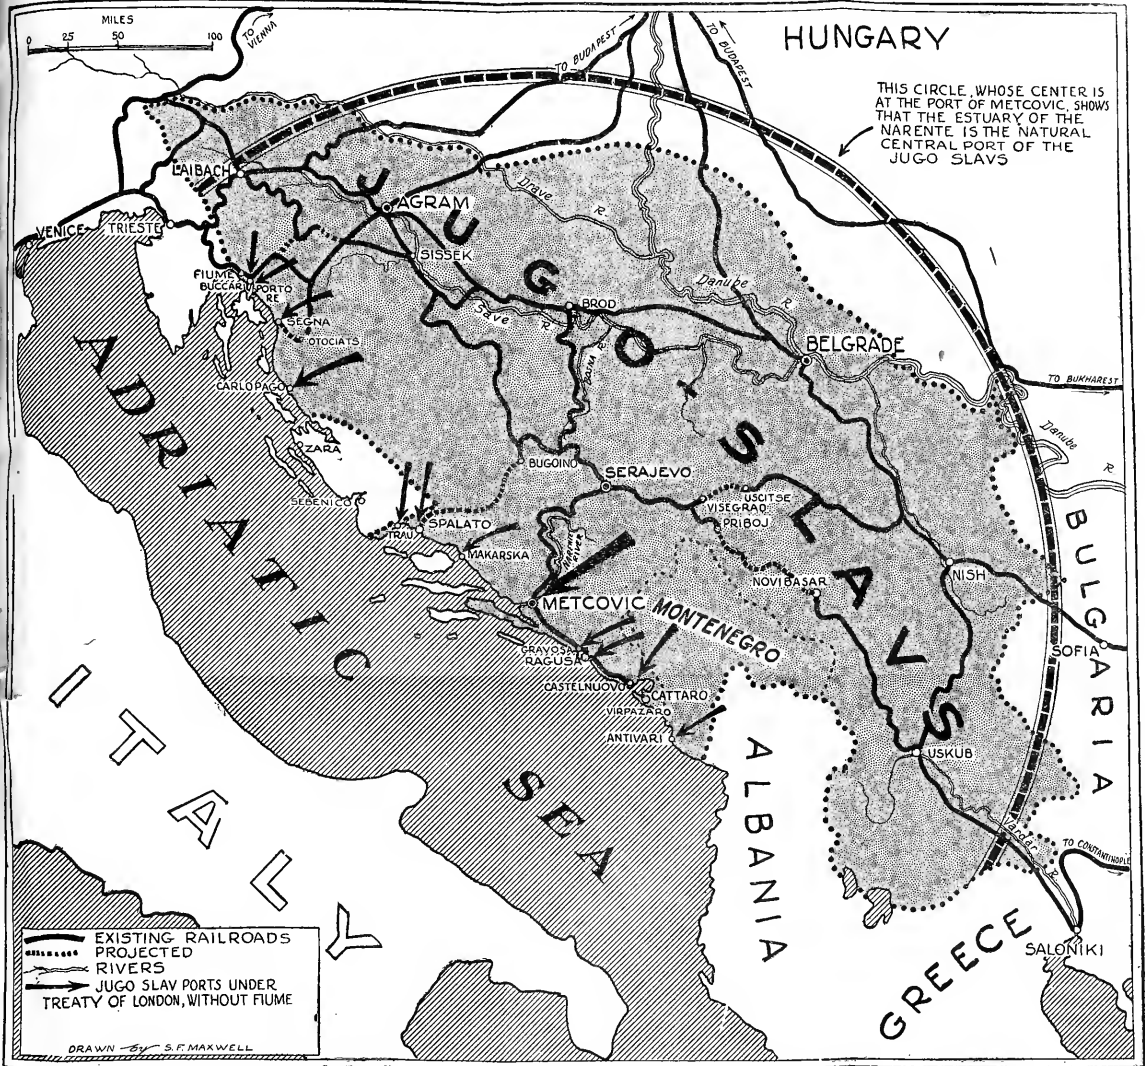 MILES
0 25 50 100
TO VIENNA
TO BUDAPEST
TO BUDAPEST
HUNGARY
THIS CIRCLE, WHOSE CENTER IS
AT THE PORT OF METCOVIC, SHOWS
THAT THE ESTUARY OF THE
NARENTE IS THE NATURAL
CENTRAL PORT OF THE
JUGO SLAVS
LAIBACH
JUGO-SLAVS
AGRAM
Drave R.
VENICE
TRIESTE
SISSEK
FIUME
BUCCARI
PORTO
RE
Save R.
BROD
Danube R.
BELGRADE
SEGNA
OTOCIATS
BOSNA R.
CARLOPAGO
TO BUKHAREST
Danube R
ZARA
BUGOINO
SERAJEVO
SEBENICO
USCITSE
VISEGRAD
PRIBOJ
TRAU
SPALATO
MAKARSKA
RIVER
NISH
NOVIBASAR
METCOVIC
MONTENEGRO
BULGARIA
SOFIA
GRAVOSA
RAGUSA
CASTELNUOVO
CATTARO
VIRPAZARO
ANTIVARI
USKUB
ADRIATIC
SEA
ITALY
ALBANIA
Vardar R.
TO CONTANTINOPLE
GREECE
SALONIKI
EXISTING RAILROADS
PROJECTED
RIVERS
JUGO SLAV PORTS UNDER
TREATY OF LONDON, WITHOUT FIUME
DRAWN by S.F. MAXWELL